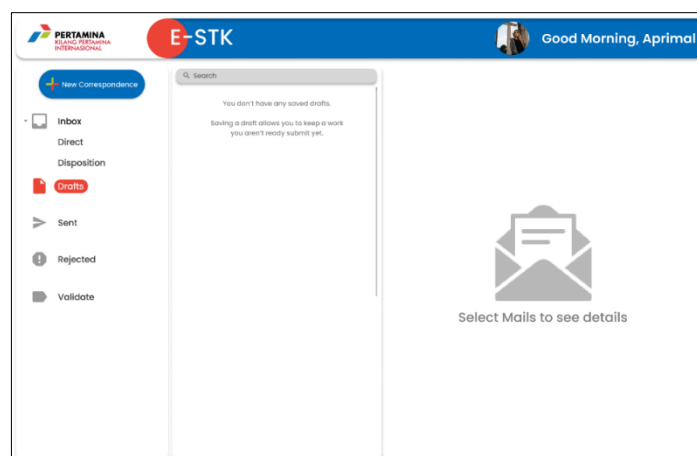 PERTAMINA
KILANG PERTAMINA
INTERNASIONAL
E-STK
Good Morning, Aprimal
New Correspondence
Inbox
Direct
Disposition
Drafts
Sent
Rejected
Validate
Search
You don't have any saved drafts.
Saving a draft allows you to keep a work
you aren't ready submit yet.
Select Mails to see details